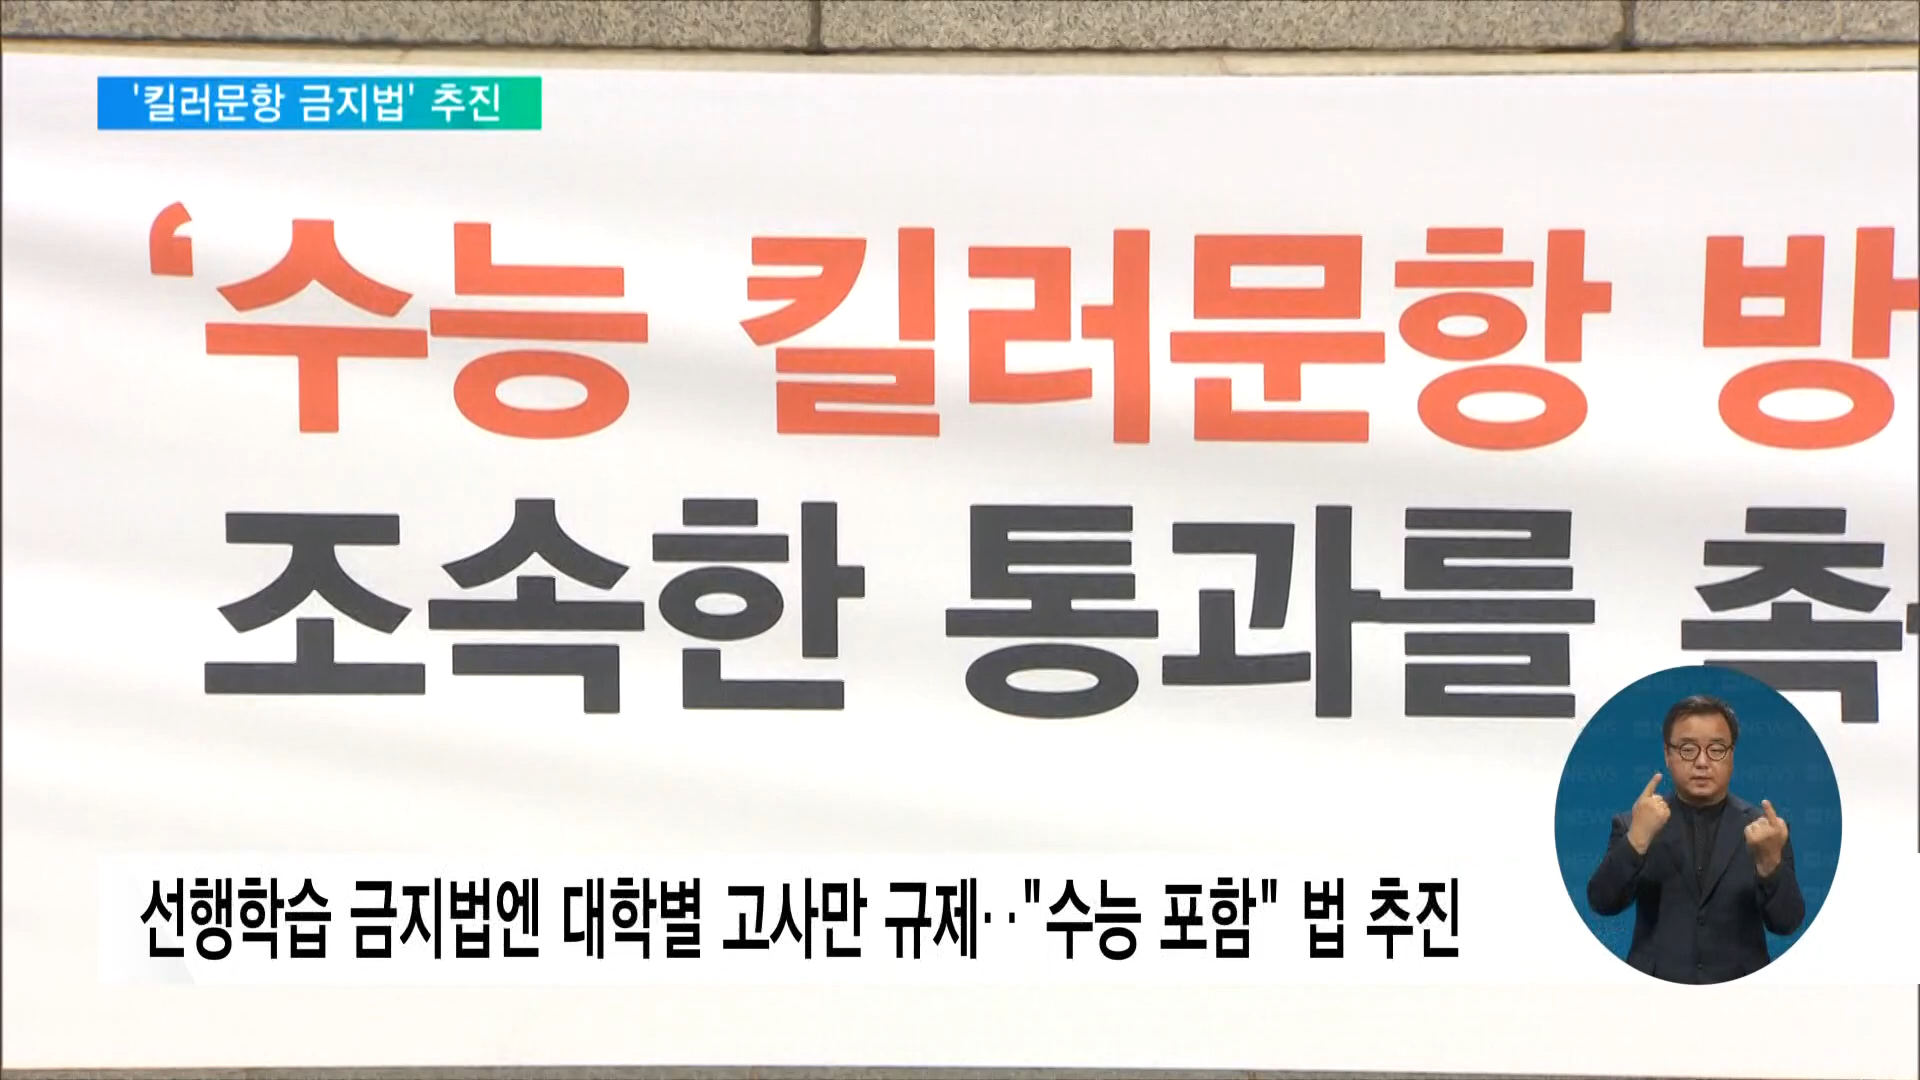 '킬러문항 금지법' 추진
‘수능 킬러문항 방
조속한 통과를 촉
NEWS NEWS
선행학습 금지법엔 대학별 고사만 규제··"수능 포함" 법 추진